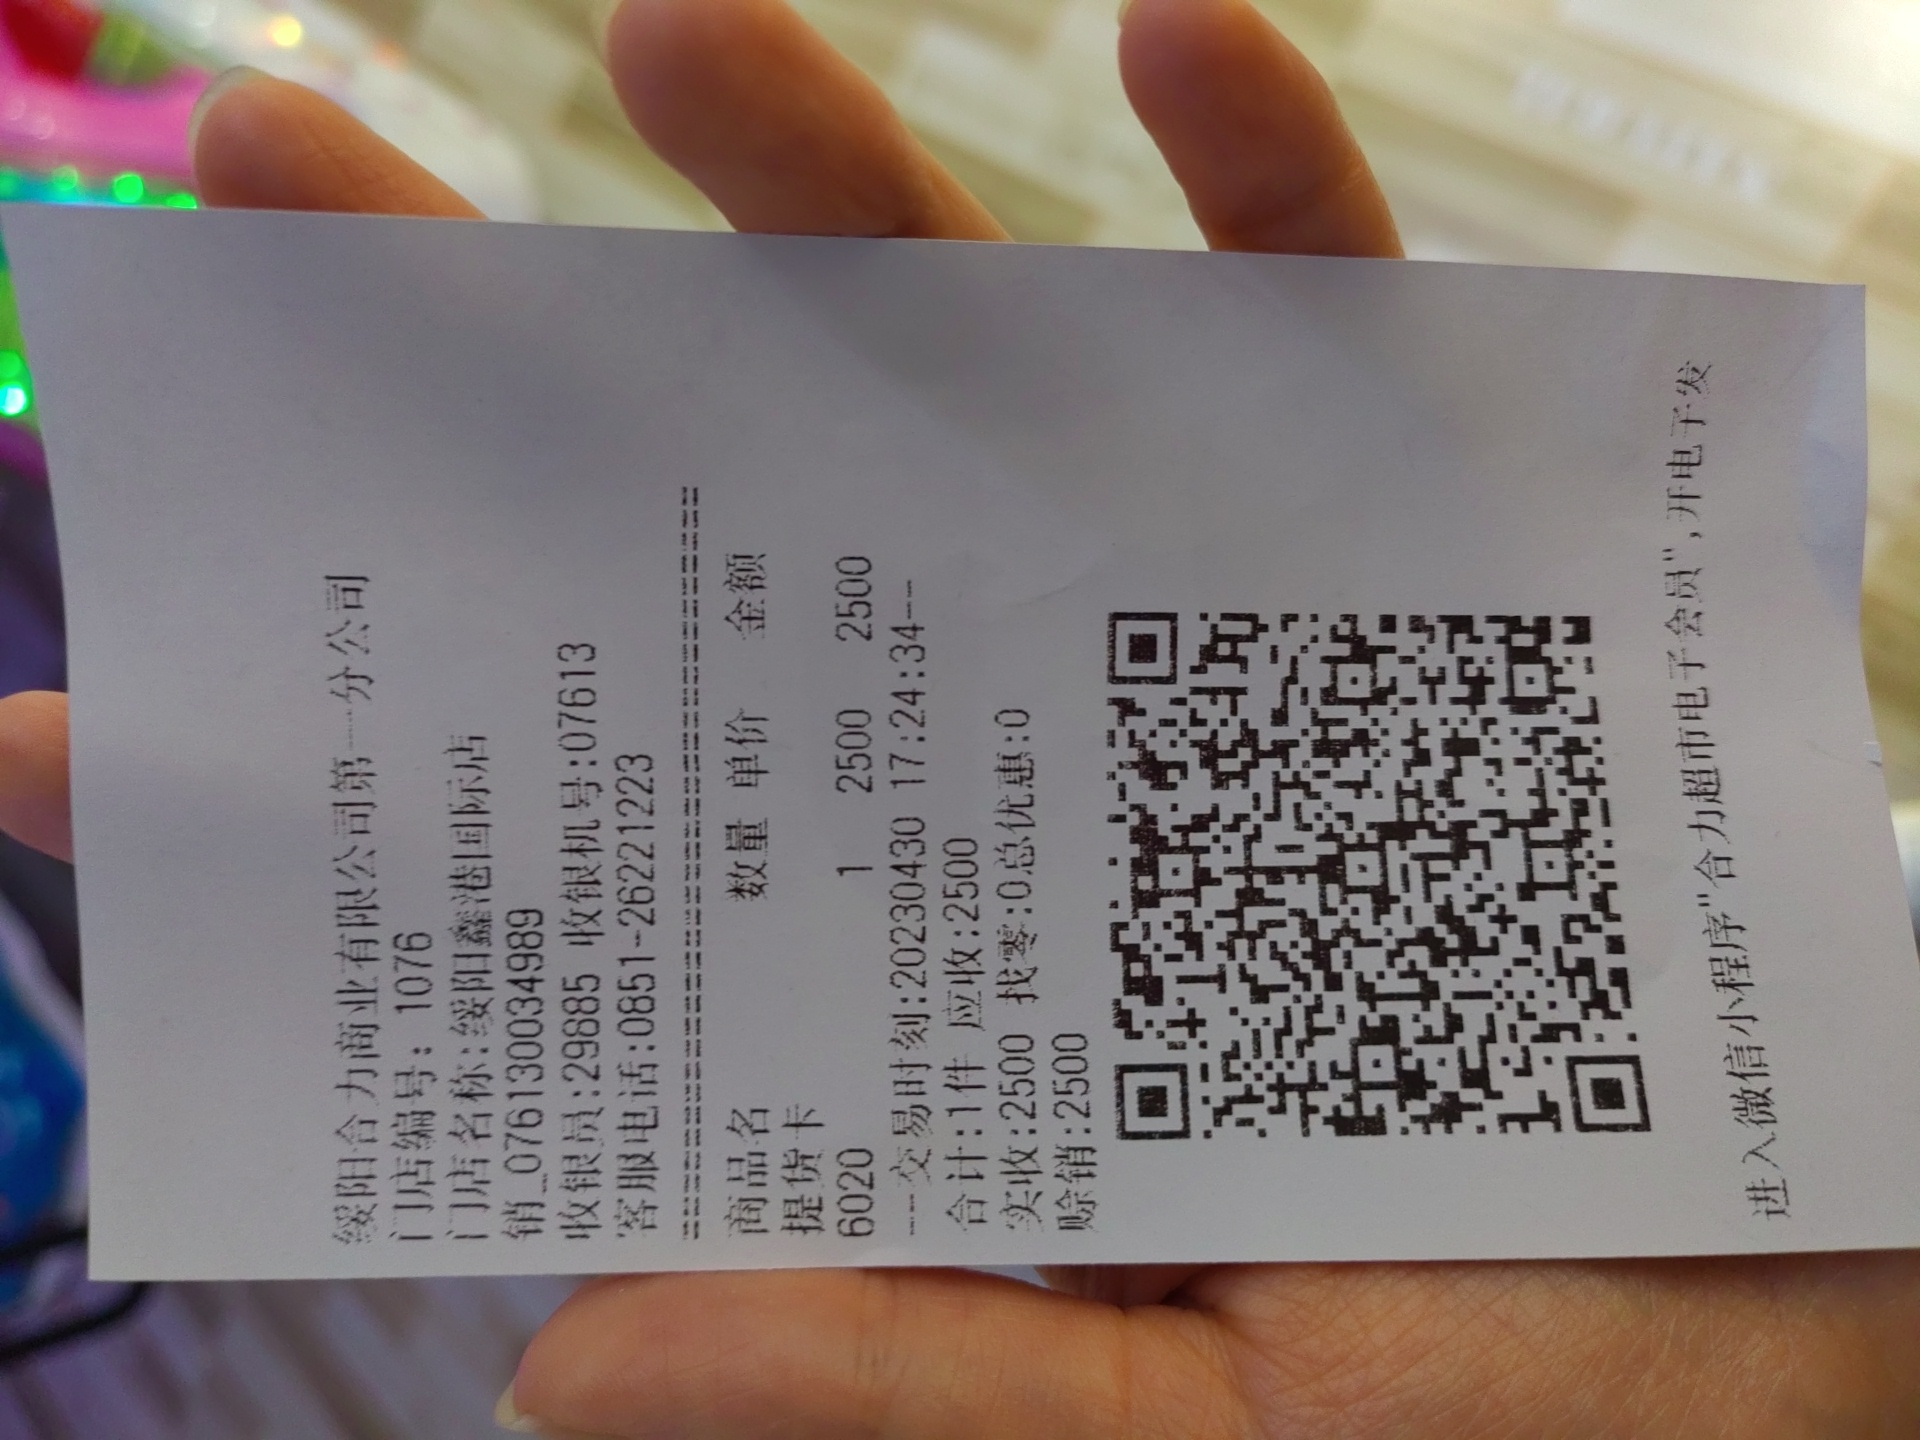 绥阳合力商业有限公司第一分公司
门店编号: 1076
门店名称:绥阳鑫港国际店
销_0761300034989
收银员:29885 收银机号:07613
客服电话:0851-26221223
================================
商品名 数量 单价 金额
提货卡
6020 1 2500 2500
--交易时刻:20230430 17:24:34--
合计:1件 应收:2500
实收:2500 找零:0总优惠:0
赊销:2500
进入微信小程序"合力超市电子会员",开电子发